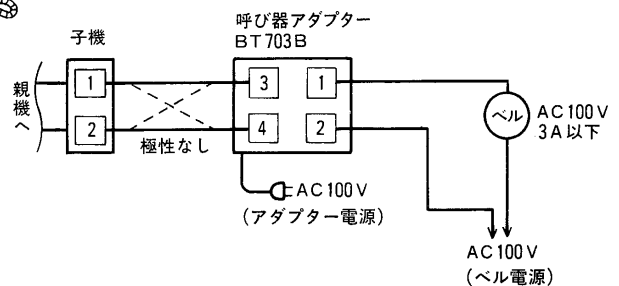 呼び器アダプター
BT703B
子機
親機へ
1
2
極性なし
3
4
1
2
ベル
AC100V
3A以下
AC100V
(アダプター電源)
AC100V
(ベル電源)